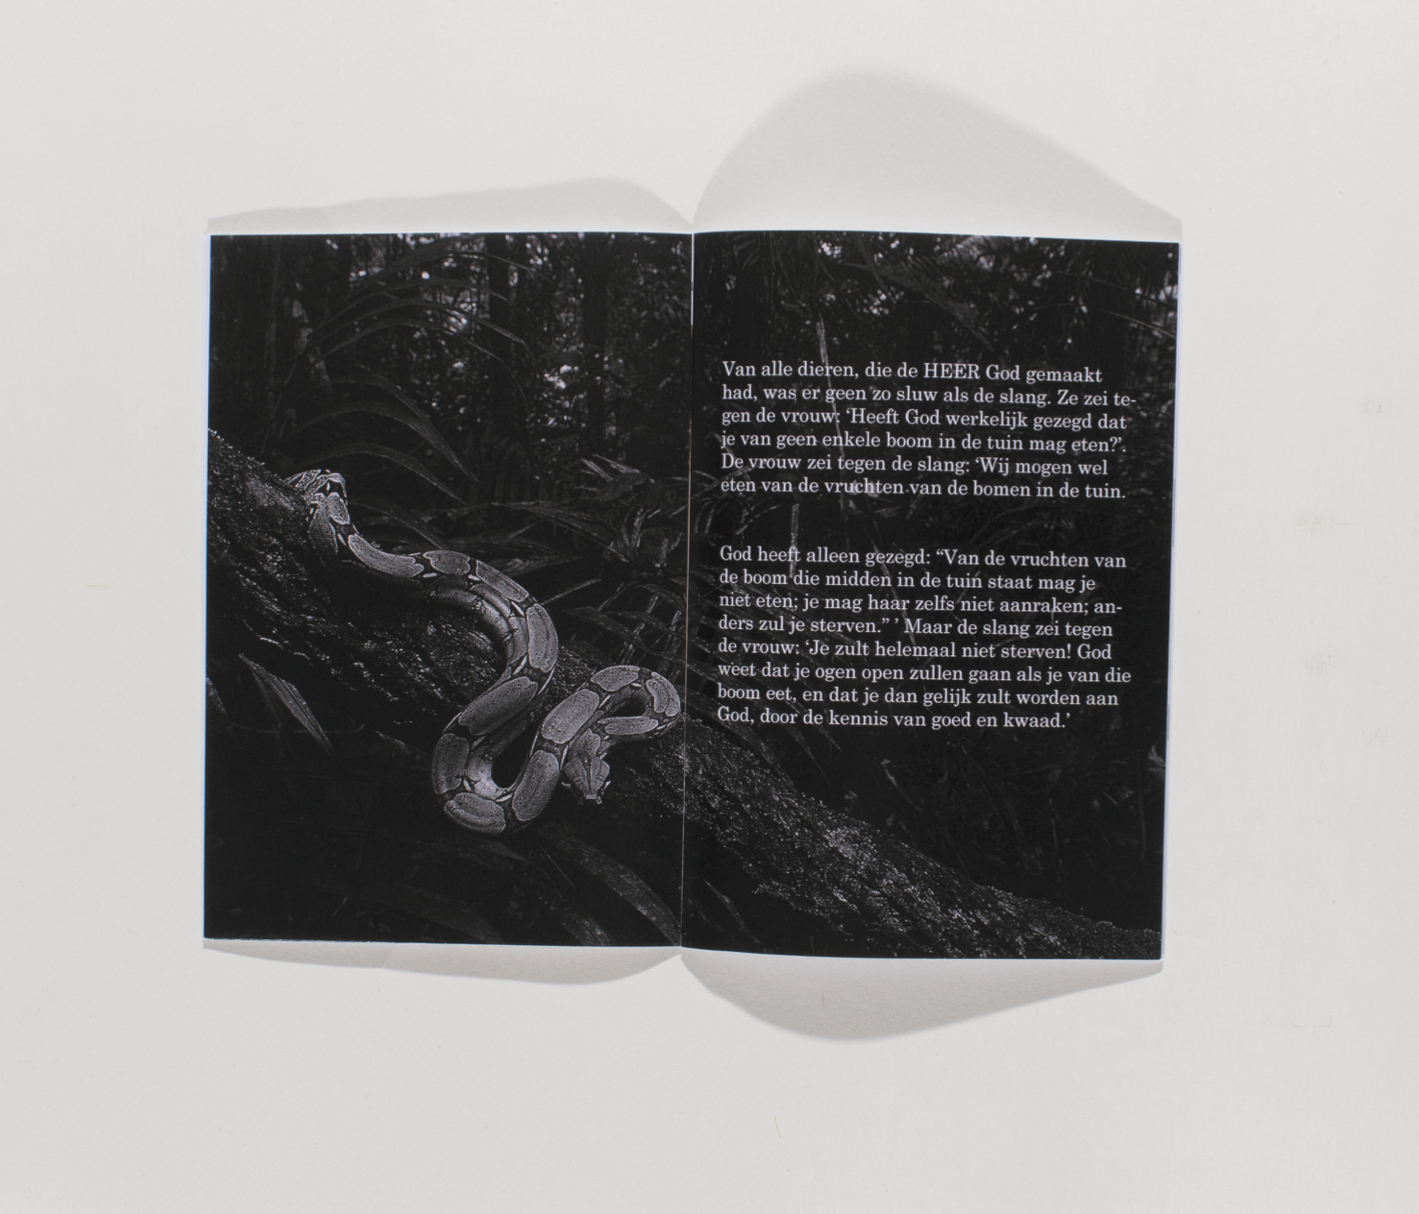 Van alle dieren, die de HEER God gemaakt
had, was er geen zo sluw als de slang. Ze zei te-
gen de vrouw: ‘Heeft God werkelijk gezegd dat
je van geen enkele boom in de tuin mag eten?’.
De vrouw zei tegen de slang: ‘Wij mogen wel
eten van de vruchten van de bomen in de tuin.
God heeft alleen gezegd: “Van de vruchten van
de boom die midden in de tuin staat mag je
niet eten; je mag haar zelfs niet aanraken; an-
ders zul je sterven.” ’ Maar de slang zei tegen
de vrouw: ‘Je zult helemaal niet sterven! God
weet dat je ogen open zullen gaan als je van die
boom eet, en dat je dan gelijk zult worden aan
God, door de kennis van goed en kwaad.’